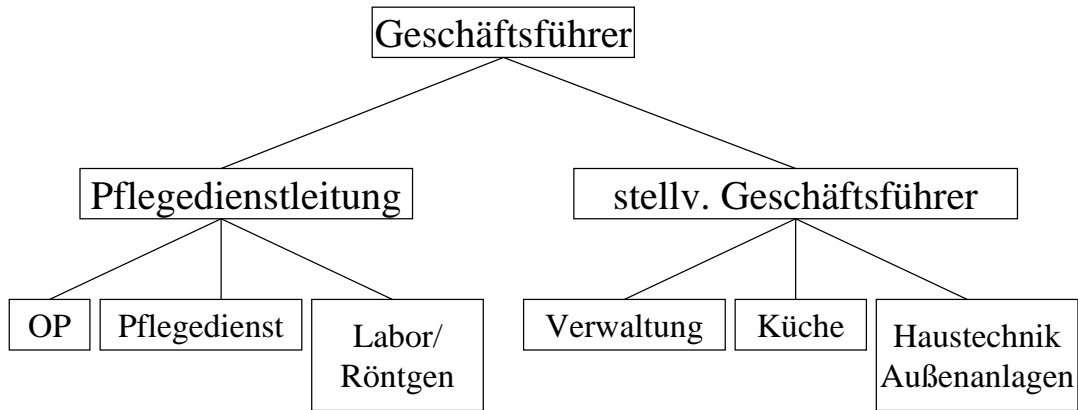 Geschäftsführer
Pflegedienstleitung
stellv. Geschäftsführer
OP
Pflegedienst
Labor/
Röntgen
Verwaltung
Küche
Haustechnik
Außenanlagen